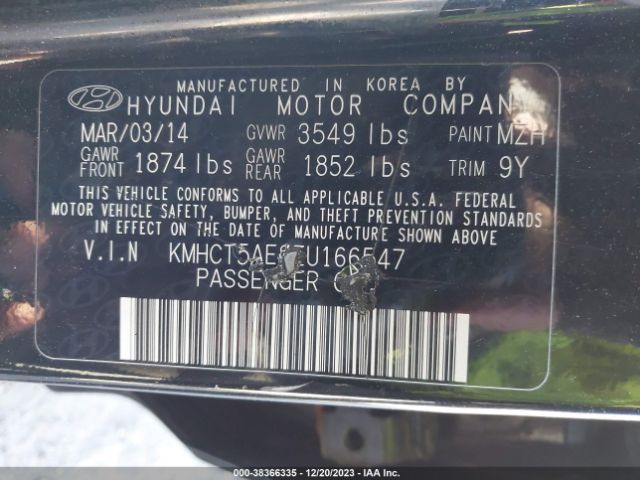 MANUFACTURED IN KOREA BY
HYUNDAI MOTOR COMPAN
MAR/03/14 GVWR 3549 lbs PAINT MZH
GAWR FRONT 1874 lbs GAWR REAR 1852 lbs TRIM 9Y
THIS VEHICLE CONFORMS TO ALL APPLICABLE U.S.A. FEDERAL
MOTOR VEHICLE SAFETY, BUMPER, AND THEFT PREVENTION STANDARDS
IN EFFECT ON THE DATE OF MANUFACTURE SHOWN ABOVE
V.I.N
PASSENGER
© - 38366335 - 12/20/2023 - IAA Inc.